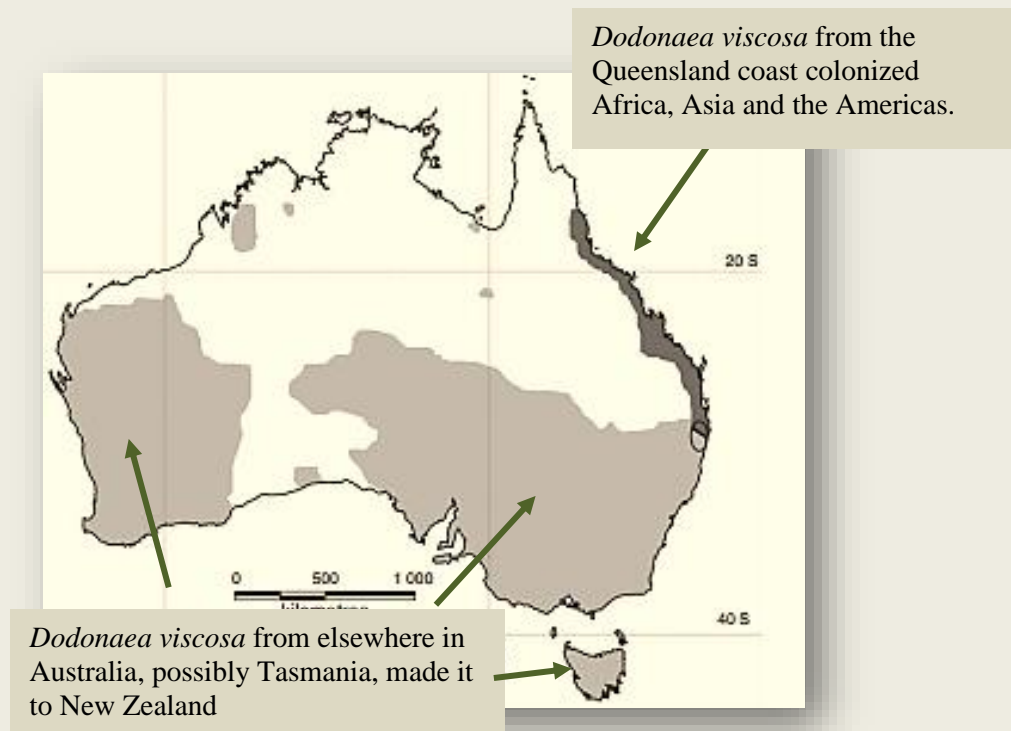 Dodonaea viscosa from the
Queensland coast colonized
Africa, Asia and the Americas.
20 S
0 500 1 000
kilometres
40 S
Dodonaea viscosa from elsewhere in
Australia, possibly Tasmania, made it
to New Zealand